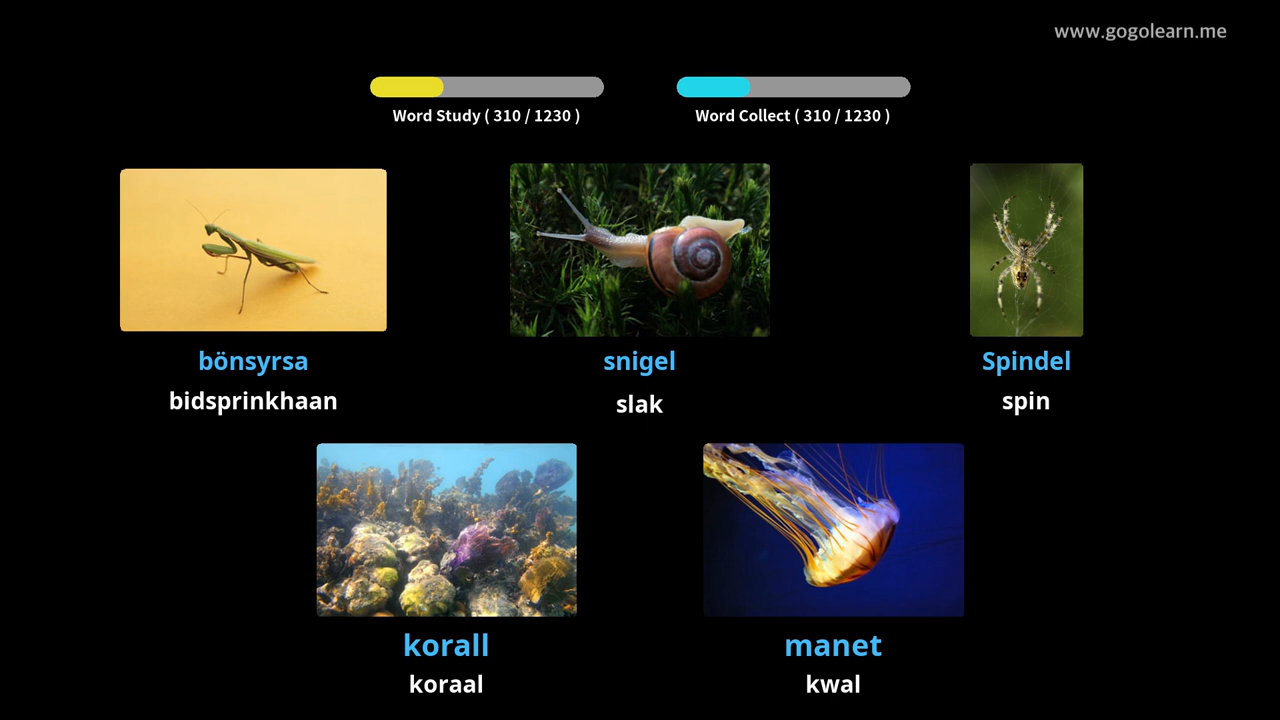 www.gogolearn.me
Word Study ( 310 / 1230 )
Word Collect ( 310 / 1230 )
bönsyrsa
bidsprinkhaan
snigel
slak
Spindel
spin
korall
koraal
manet
kwal